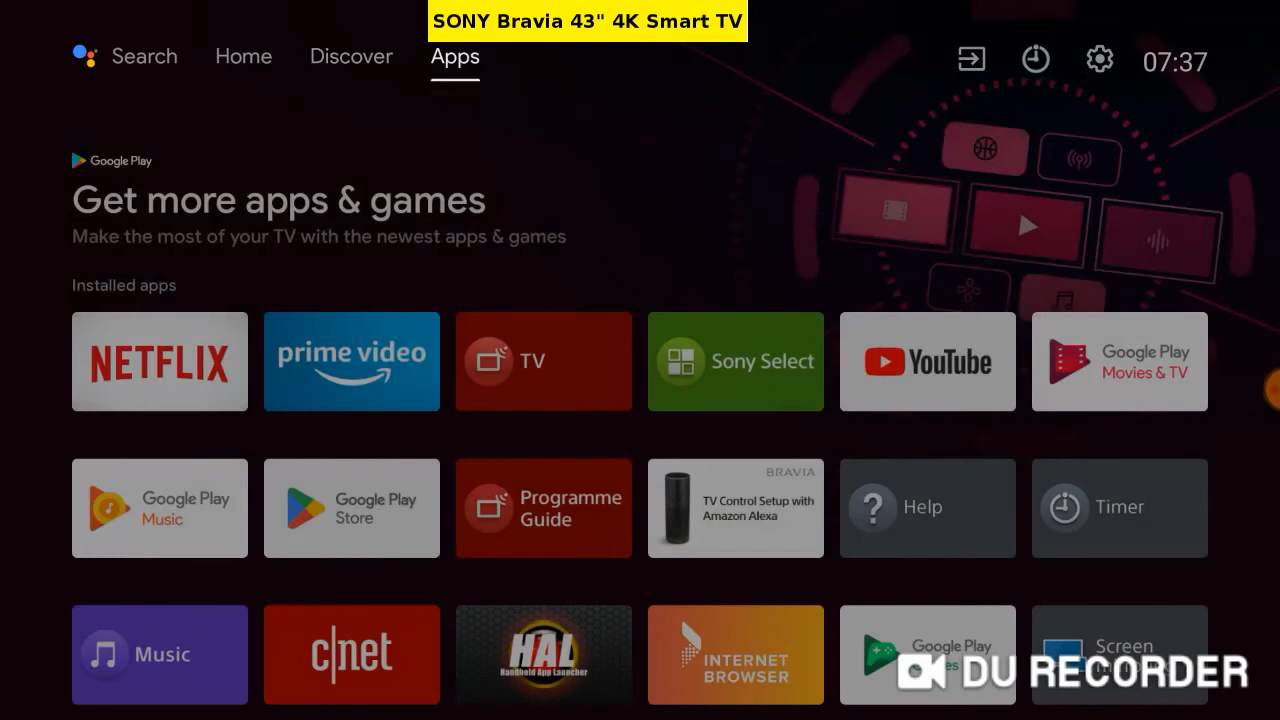 SONY Bravia 43" 4K Smart TV
Search Home Discover Apps 07:37
Google Play
Get more apps & games
Make the most of your TV with the newest apps & games
Installed apps
NETFLIX
prime video
TV
Sony Select
YouTube
Google Play
Movies & TV
Google Play
Music
Google Play
Store
Programme
Guide
BRAVIA
TV Control Setup with
Amazon Alexa
Help
Timer
Music
c|net
HAL
Handheld App Launcher
INTERNET
BROWSER
Google Play
Screen
DU RECORDER